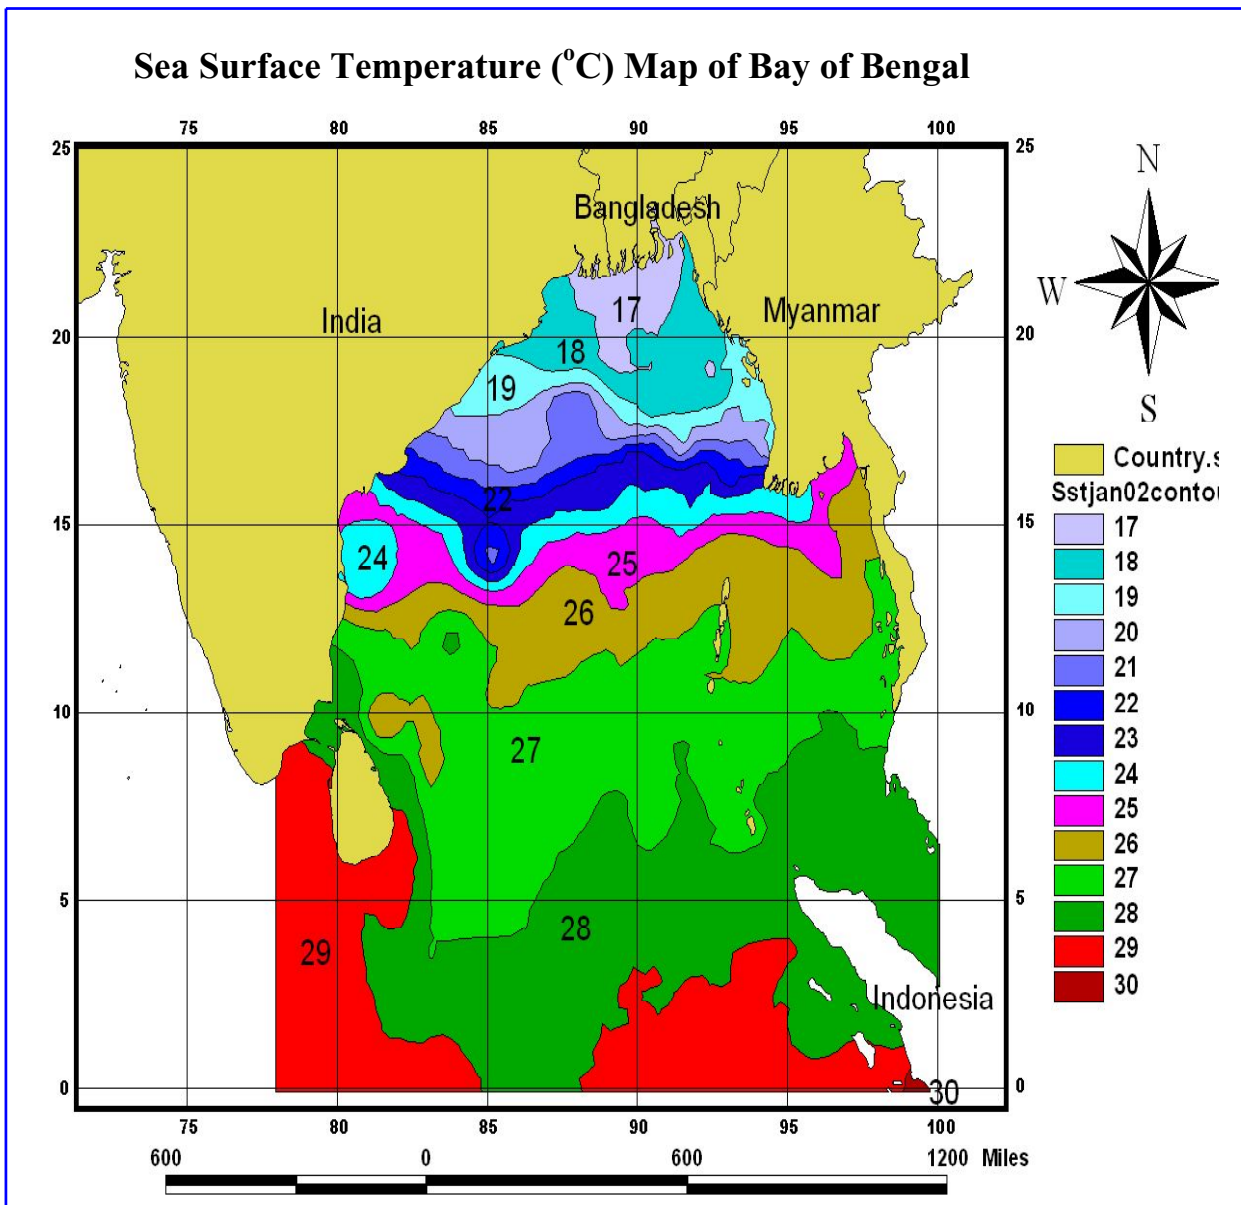 Sea Surface Temperature (°C) Map of Bay of Bengal
75 80 85 90 95 100
25 25
N
Bangladesh
W
17 Myanmar
India
20 20
18
19
S
Country.s
Sstjan02contou
22
15 15
24 25
26
10 10
27
5 5
28
29
Indonesia
0 0
30
75 80 85 90 95 100
17
18
19
20
21
22
23
24
25
26
27
28
29
30
600 0 600 1200 Miles